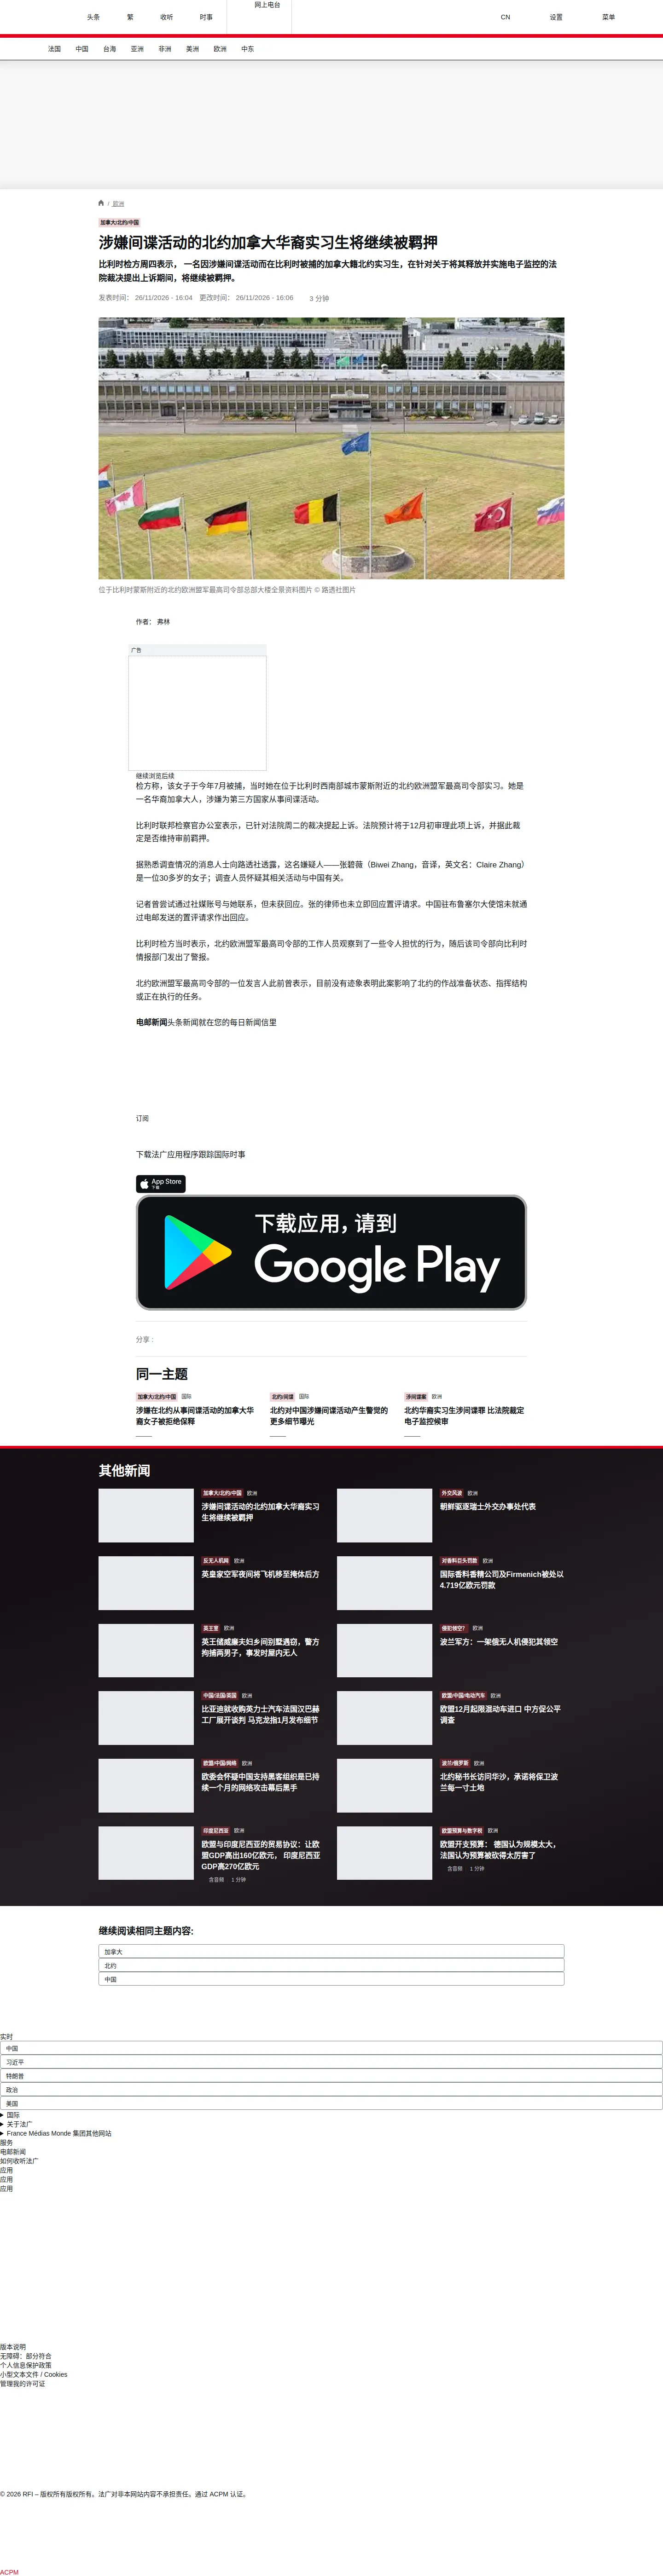 头条
繁
收听
时事
网上电台
CN
设置
菜单
法国
中国
台海
亚洲
非洲
美洲
欧洲
中东
/ 欧洲
加拿大/北约/中国
涉嫌间谍活动的北约加拿大华裔实习生将继续被羁押
比利时检方周四表示， 一名因涉嫌间谍活动而在比利时被捕的加拿大籍北约实习生，在针对关于将其释放并实施电子监控的法
院裁决提出上诉期间，将继续被羁押。
发表时间： 26/11/2026 - 16:04 更改时间： 26/11/2026 - 16:06
3 分钟
位于比利时蒙斯附近的北约欧洲盟军最高司令部总部大楼全景资料图片 © 路透社图片
作者： 弗林
广告
继续浏览后续
检方称，该女子于今年7月被捕，当时她在位于比利时西南部城市蒙斯附近的北约欧洲盟军最高司令部实习。她是
一名华裔加拿大人，涉嫌为第三方国家从事间谍活动。
比利时联邦检察官办公室表示，已针对法院周二的裁决提起上诉。法院预计将于12月初审理此项上诉，并据此裁
定是否维持审前羁押。
据熟悉调查情况的消息人士向路透社透露，这名嫌疑人——张碧薇（Biwei Zhang，音译，英文名：Claire Zhang）
是一位30多岁的女子；调查人员怀疑其相关活动与中国有关。
记者曾尝试通过社媒账号与她联系，但未获回应。张的律师也未立即回应置评请求。中国驻布鲁塞尔大使馆未就通
过电邮发送的置评请求作出回应。
比利时检方当时表示，北约欧洲盟军最高司令部的工作人员观察到了一些令人担忧的行为，随后该司令部向比利时
情报部门发出了警报。
北约欧洲盟军最高司令部的一位发言人此前曾表示，目前没有迹象表明此案影响了北约的作战准备状态、指挥结构
或正在执行的任务。
电邮新闻头条新闻就在您的每日新闻信里
订阅
下载法广应用程序跟踪国际时事
App Store
下载
下载应用，请到
Google Play
分享 :
同一主题
加拿大/北约/中国 国际
涉嫌在北约从事间谍活动的加拿大华
裔女子被拒绝保释
北约/间谍 国际
北约对中国涉嫌间谍活动产生警觉的
更多细节曝光
涉间谍案 欧洲
北约华裔实习生涉间谍罪 比法院裁定
电子监控候审
其他新闻
加拿大/北约/中国 欧洲
涉嫌间谍活动的北约加拿大华裔实习
生将继续被羁押
外交风波 欧洲
朝鲜驱逐瑞士外交办事处代表
反无人机网 欧洲
英皇家空军夜间将飞机移至掩体后方
对香料巨头罚款 欧洲
国际香料香精公司及Firmenich被处以
4.719亿欧元罚款
英王室 欧洲
英王储威廉夫妇乡间别墅遇窃，警方
拘捕两男子，事发时屋内无人
侵犯领空？ 欧洲
波兰军方：一架俄无人机侵犯其领空
中国/法国/英国 欧洲
比亚迪就收购英力士汽车法国汉巴赫
工厂展开谈判 马克龙指1月发布细节
欧盟/中国/电动汽车 欧洲
欧盟12月起限混动车进口 中方促公平
调查
欧盟/中国/网络 欧洲
欧委会怀疑中国支持黑客组织是已持
续一个月的网络攻击幕后黑手
波兰/俄罗斯 欧洲
北约秘书长访问华沙，承诺将保卫波
兰每一寸土地
印度尼西亚 欧洲
欧盟与印度尼西亚的贸易协议：让欧
盟GDP高出160亿欧元， 印度尼西亚
GDP高270亿欧元
含音频 1 分钟
欧盟预算与数字税 欧洲
欧盟开支预算： 德国认为规模太大，
法国认为预算被砍得太厉害了
含音频 1 分钟
继续阅读相同主题内容:
加拿大
北约
中国
实时
中国
习近平
特朗普
政治
美国
国际
关于法广
France Médias Monde 集团其他网站
服务
电邮新闻
如何收听法广
应用
应用
应用
版本说明
无障碍：部分符合
个人信息保护政策
小型文本文件 / Cookies
管理我的许可证
© 2026 RFI – 版权所有版权所有。法广对非本网站内容不承担责任。通过 ACPM 认证。
ACPM